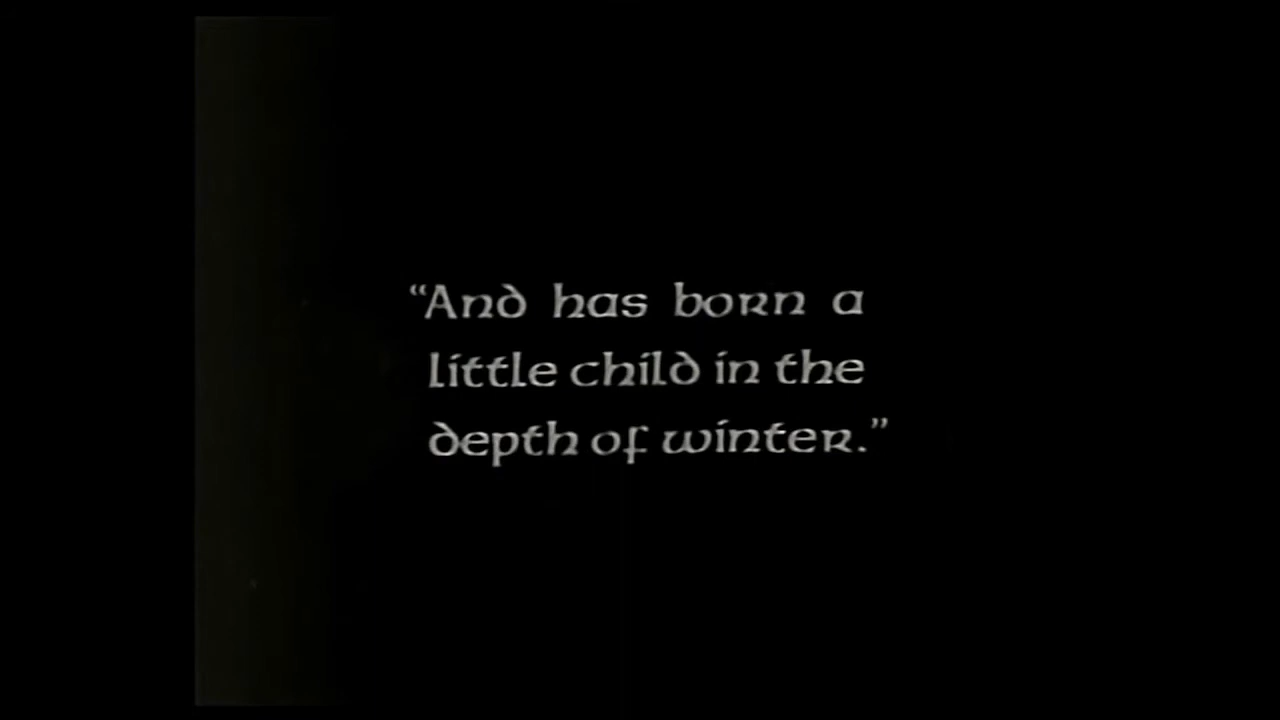 “And has born a
little child in the
depth of winter.”